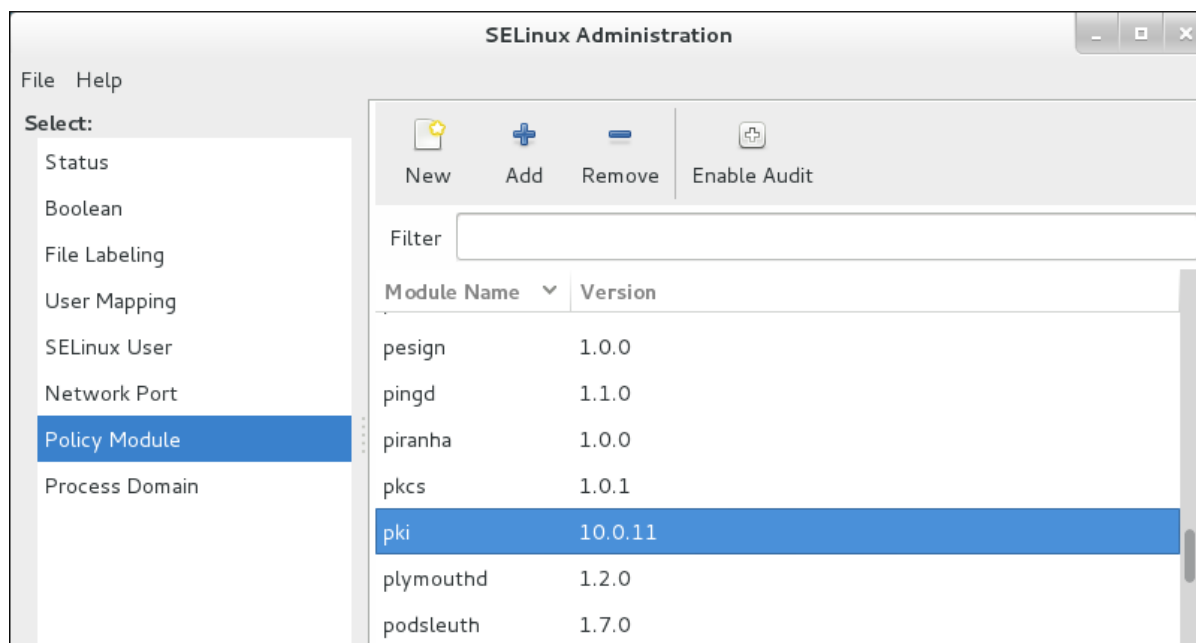 SELinux Administration
File Help
Select:
Status
Boolean
File Labeling
User Mapping
SELinux User
Network Port
Policy Module
Process Domain
New Add Remove Enable Audit
Filter
Module Name Version
pesign 1.0.0
pingd 1.1.0
piranha 1.0.0
pkcs 1.0.1
pki 10.0.11
plymouthd 1.2.0
podsleuth 1.7.0